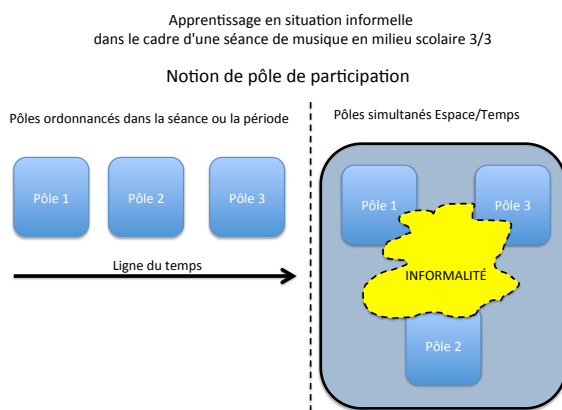 Apprentissage en situation informelle
dans le cadre d'une séance de musique en milieu scolaire 3/3
Notion de pôle de participation
Pôles ordonnancés dans la séance ou la période
Pôle 1
Pôle 2
Pôle 3
Ligne du temps
Pôles simultanés Espace/Temps
Pôle 1
Pôle 3
INFORMALITÉ
Pôle 2